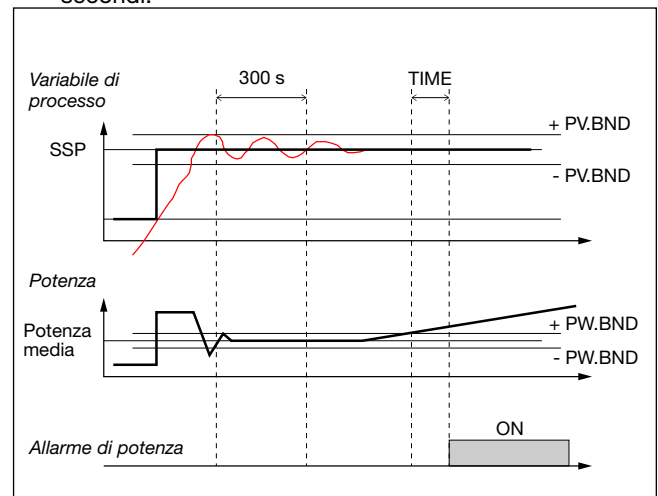 secondi.
Variabile di
processo
300 s
TIME
+ PV.BND
SSP
- PV.BND
Potenza
Potenza
media
+ PW.BND
- PW.BND
ON
Allarme di potenza